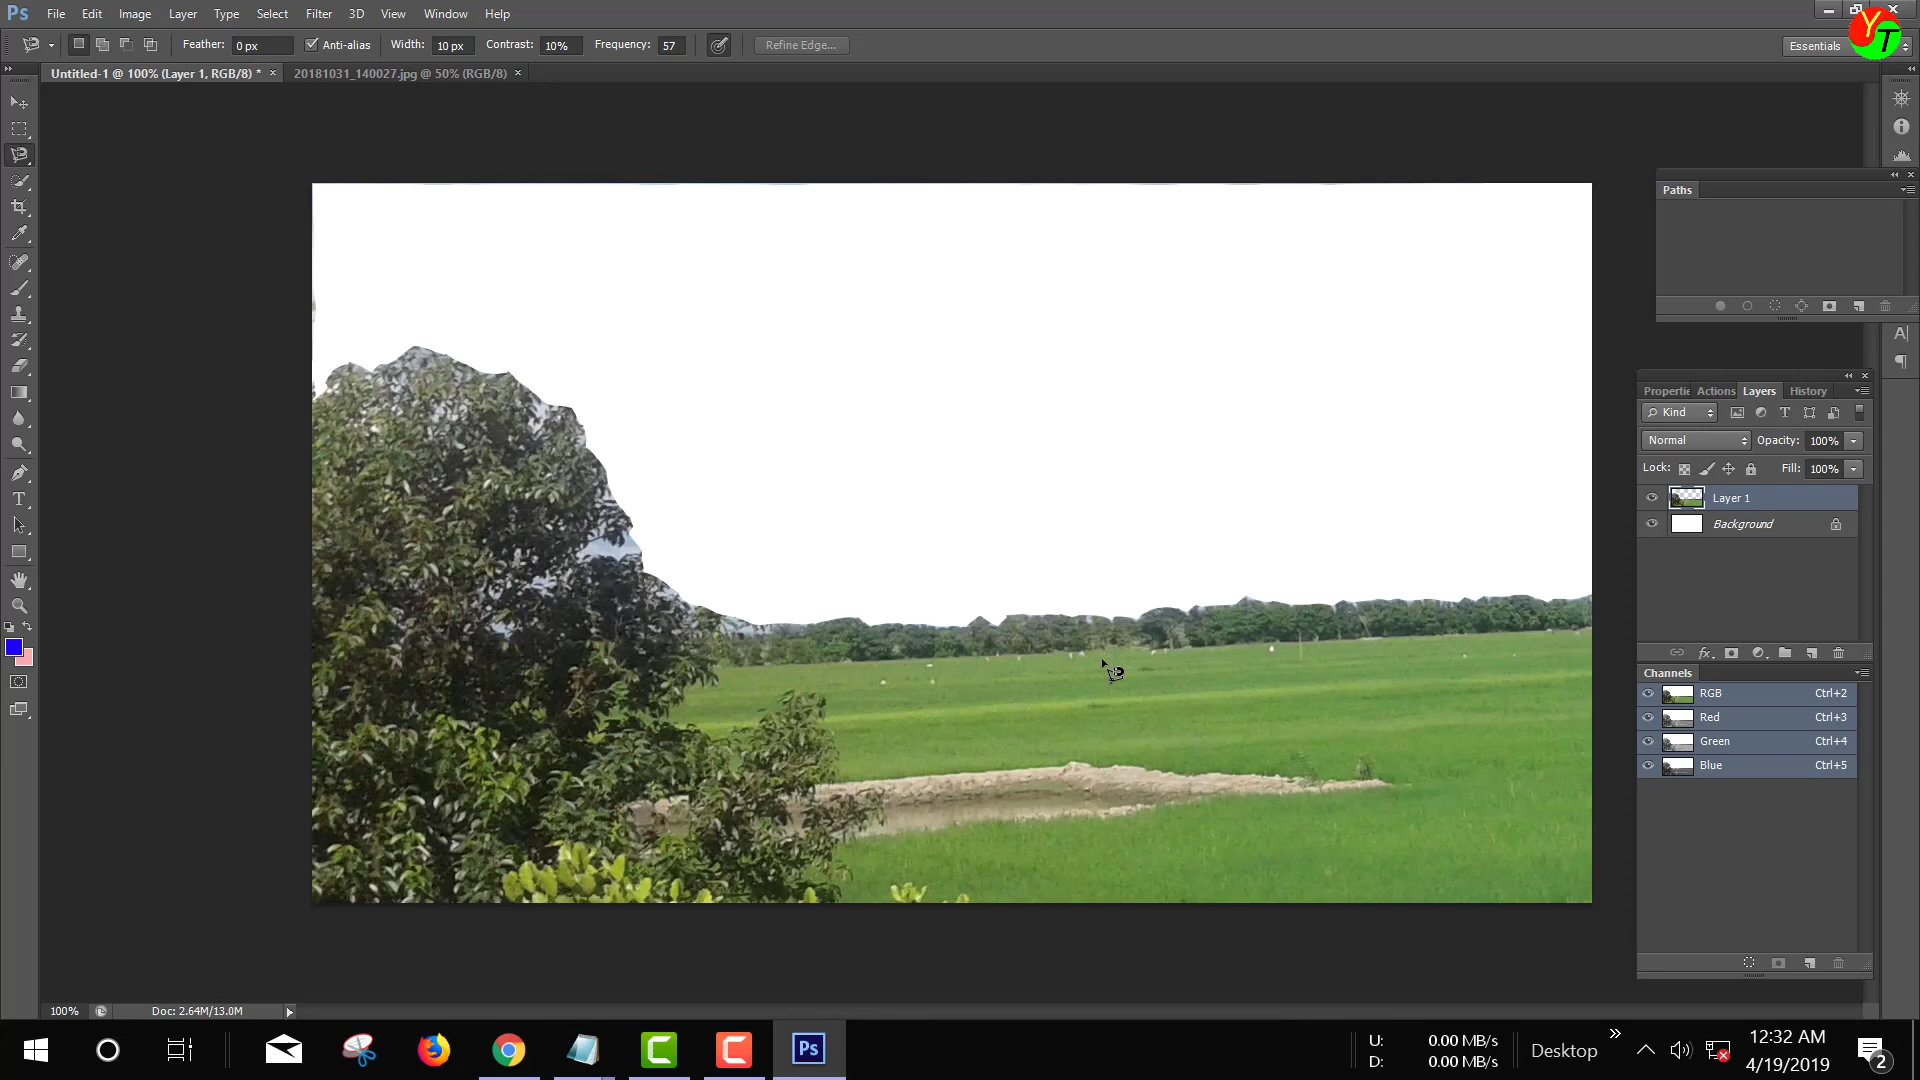 Ps File Edit Image Layer Type Select Filter 3D View Window Help
Feather: 0 px Anti-alias Width: 10 px Contrast: 10% Frequency: 57 Refine Edge... Essentials
YT
Untitled-1 @ 100% (Layer 1, RGB/8) * × 20181031_140027.jpg @ 50% (RGB/8) ×
Paths
Properties Actions Layers History
Kind
Normal Opacity: 100%
Lock: Fill: 100%
Layer 1
Background
Channels
RGB Ctrl+2
Red Ctrl+3
Green Ctrl+4
Blue Ctrl+5
100% Doc: 2.64M/13.0M
U: 0.00 MB/s
D: 0.00 MB/s
Desktop
12:32 AM
4/19/2019
2
Ps